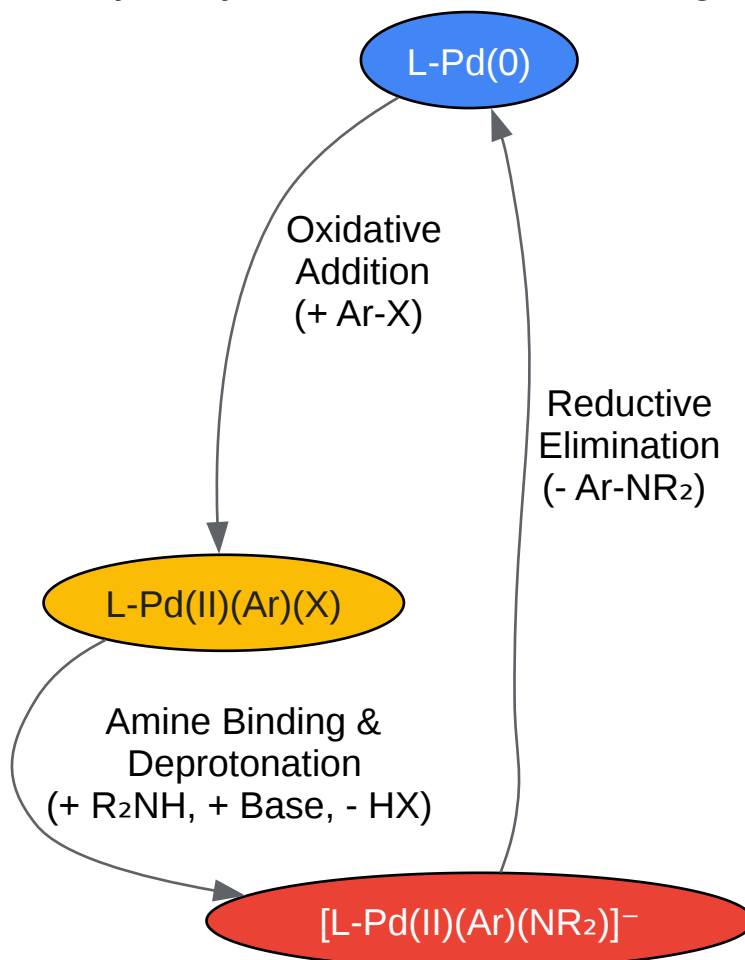 L-Pd(0)
Oxidative
Addition
(+ Ar-X)
Reductive
Elimination
(- Ar-NR₂)
L-Pd(II)(Ar)(X)
Amine Binding &
Deprotonation
(+ R₂NH, + Base, - HX)
[L-Pd(II)(Ar)(NR₂)]⁻